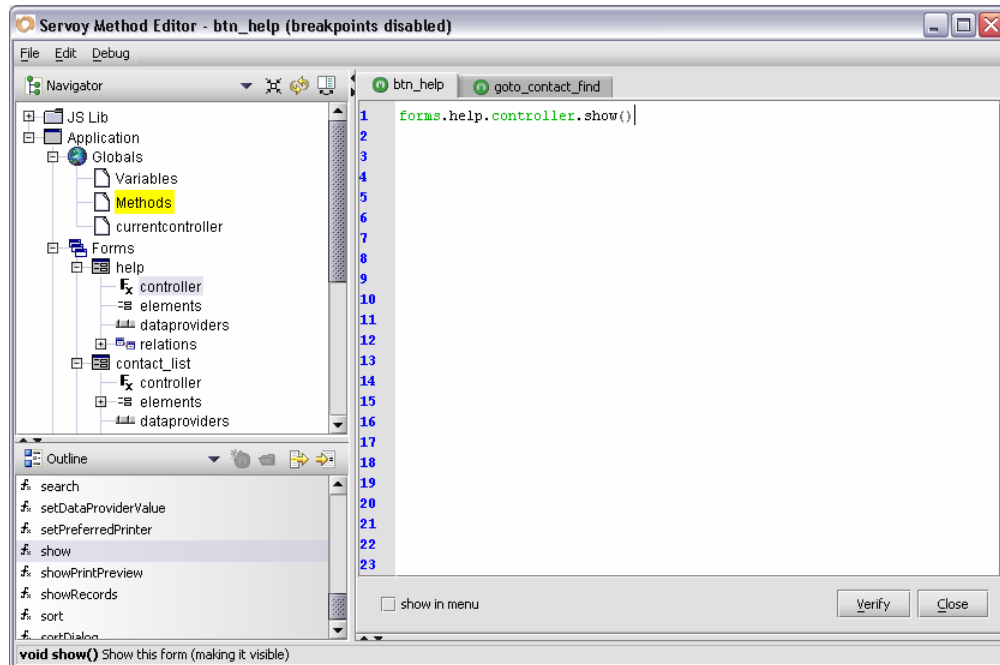 Servoy Method Editor - btn_help (breakpoints disabled)
File Edit Debug
Navigator
JS Lib
Application
Globals
Variables
Methods
currentcontroller
Forms
help
controller
elements
dataproviders
relations
contact_list
controller
elements
dataproviders
Outline
search
setDataProviderValue
setPreferredPrinter
show
showPrintPreview
showRecords
sort
sortDialog
btn_help goto_contact_find
1 forms.help.controller.show()
2
3
4
5
6
7
8
9
10
11
12
13
14
15
16
17
18
19
20
21
22
23
show in menu Verify Close
void show() Show this form (making it visible)